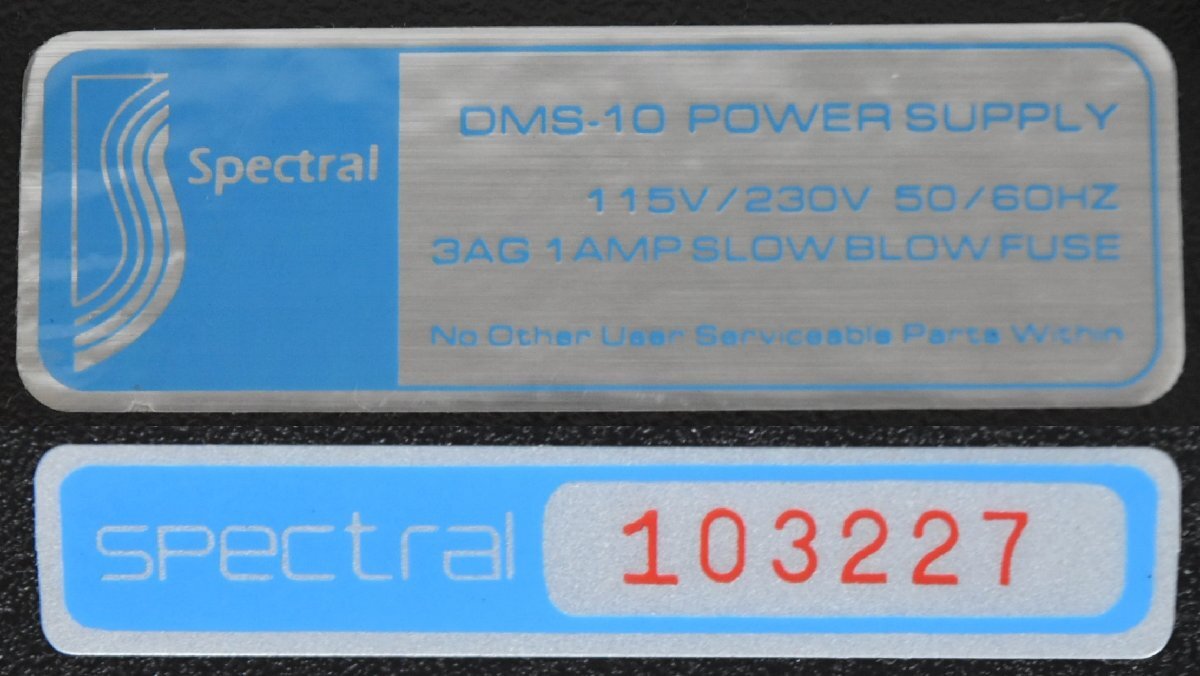 Spectral
DMS-10 POWER SUPPLY
115V/230V 50/60HZ
3AG 1AMP SLOW BLOW FUSE
No Other User Serviceable Parts Within
spectral
103227